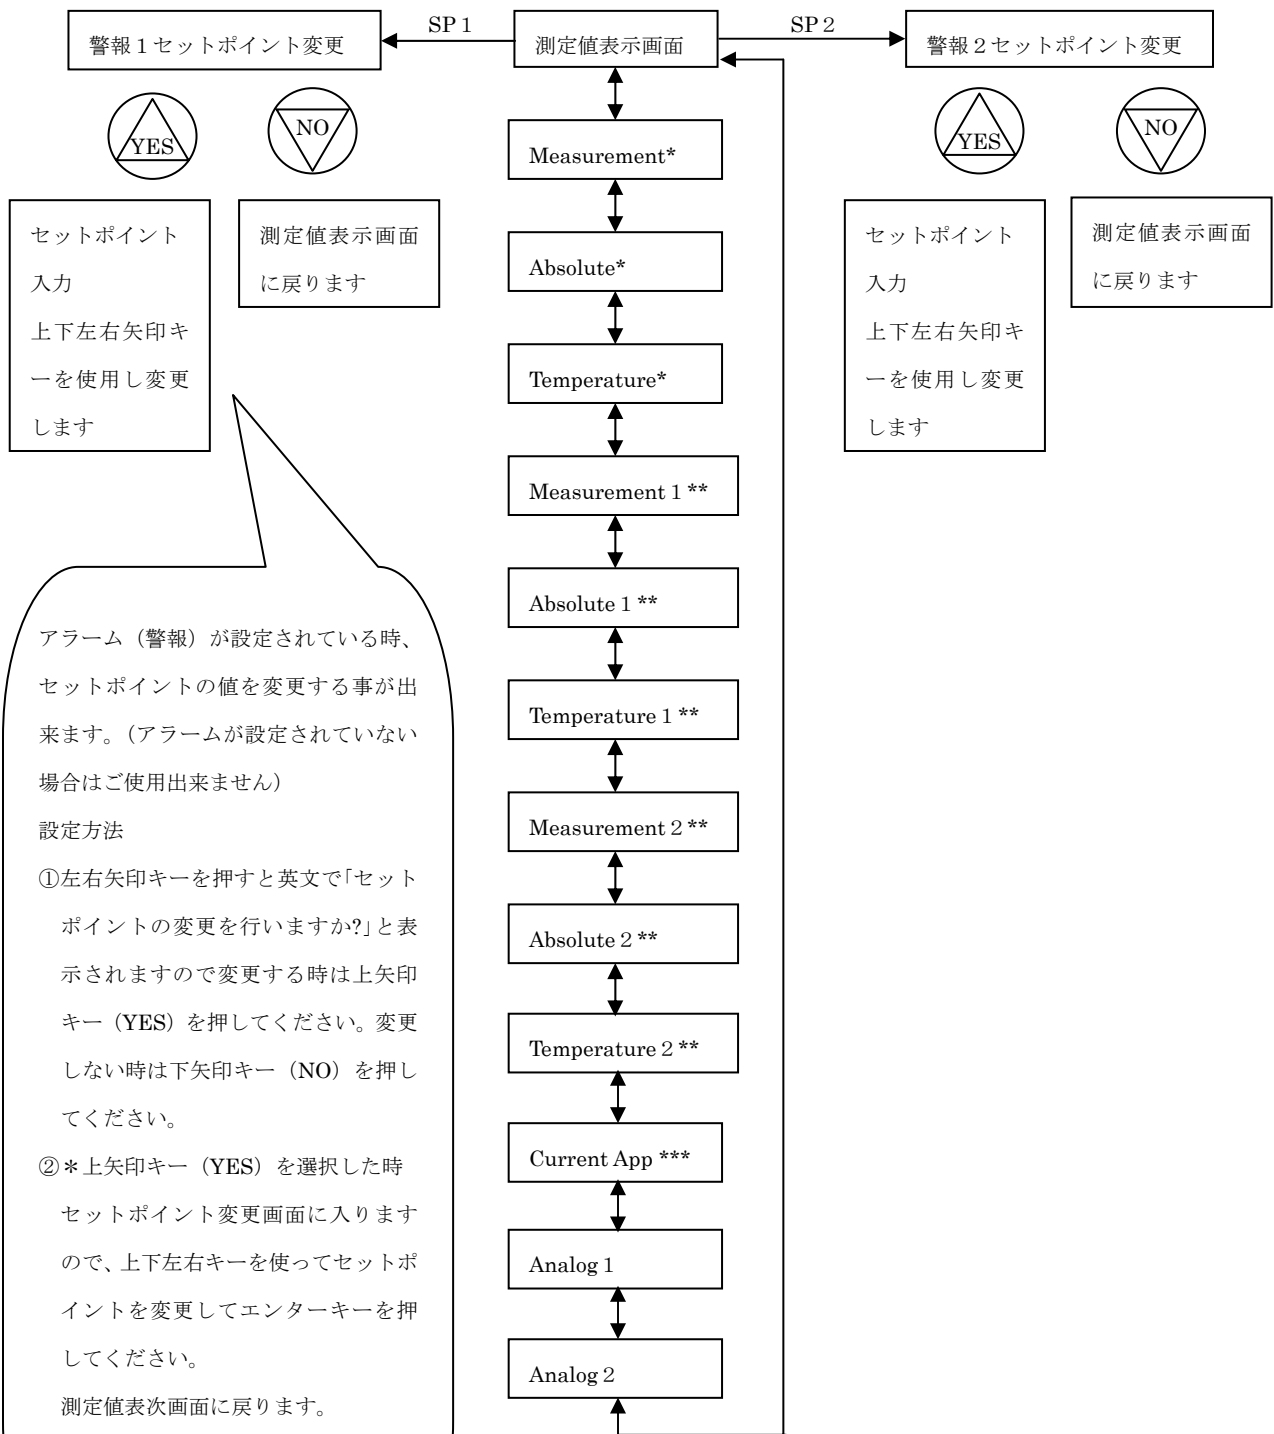 警報１セットポイント変更
SP１
測定値表示画面
SP２
警報２セットポイント変更
YES
NO
YES
NO
セットポイント
入力
上下左右矢印キ
ーを使用し変更
します
測定値表示画面
に戻ります
セットポイント
入力
上下左右矢印キ
ーを使用し変更
します
測定値表示画面
に戻ります
Measurement*
Absolute*
Temperature*
Measurement１**
Absolute１**
Temperature１**
Measurement２**
Absolute２**
Temperature２**
Current App ***
Analog１
Analog２
アラーム（警報）が設定されている時、
セットポイントの値を変更する事が出
来ます。（アラームが設定されていない
場合はご使用出来ません）
設定方法
①左右矢印キーを押すと英文で「セット
ポイントの変更を行いますか?」と表
示されますので変更する時は上矢印
キー（YES）を押してください。変更
しない時は下矢印キー（NO）を押し
てください。
②＊上矢印キー（YES）を選択した時
セットポイント変更画面に入ります
ので、上下左右キーを使ってセットポ
イントを変更してエンターキーを押
してください。
測定値表次画面に戻ります。